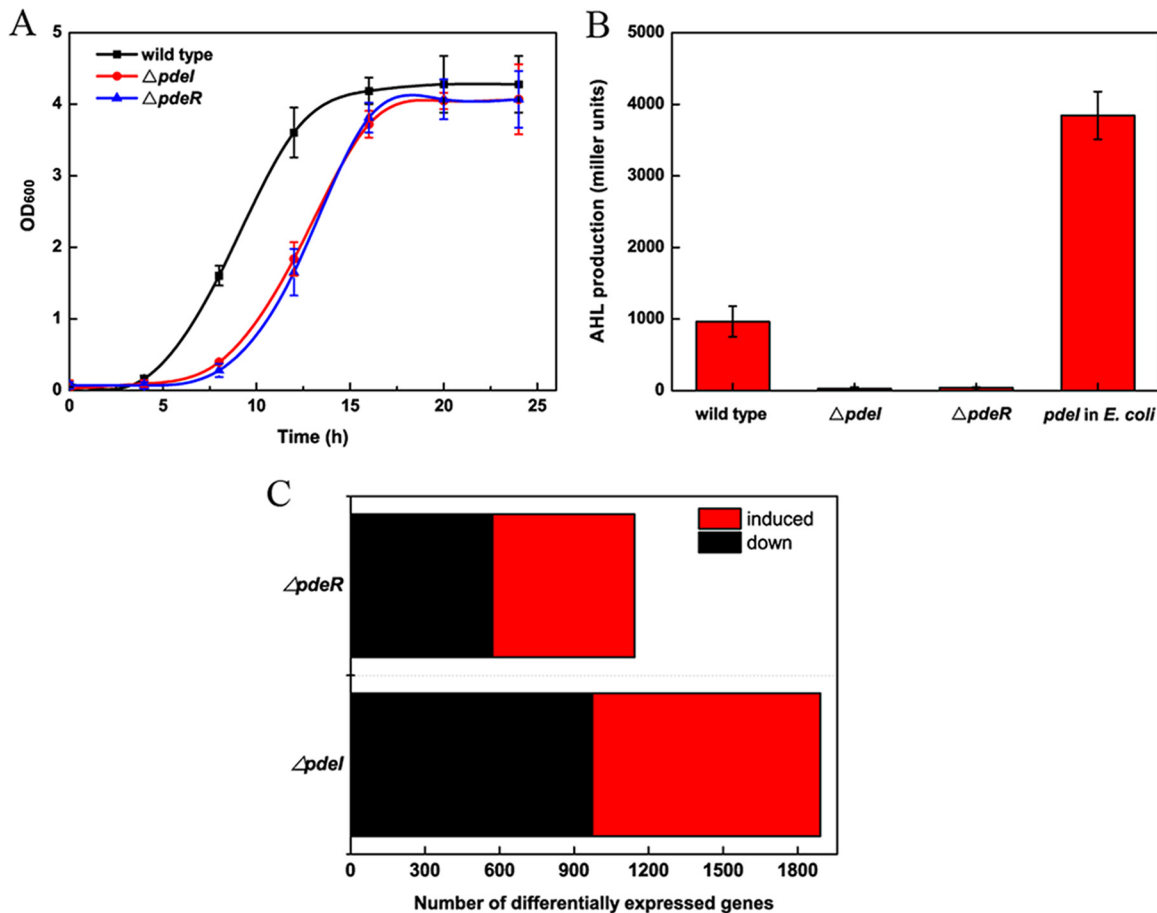 A
wild type
△pdeI
△pdeR
5
4
3
2
1
0
OD600
0 5 10 15 20 25
Time (h)
B
5000
4000
3000
2000
1000
0
AHL production (miller units)
wild type △pdeI △pdeR pdeI in E. coli
C
induced
down
△pdeR
△pdeI
0 300 600 900 1200 1500 1800
Number of differentially expressed genes